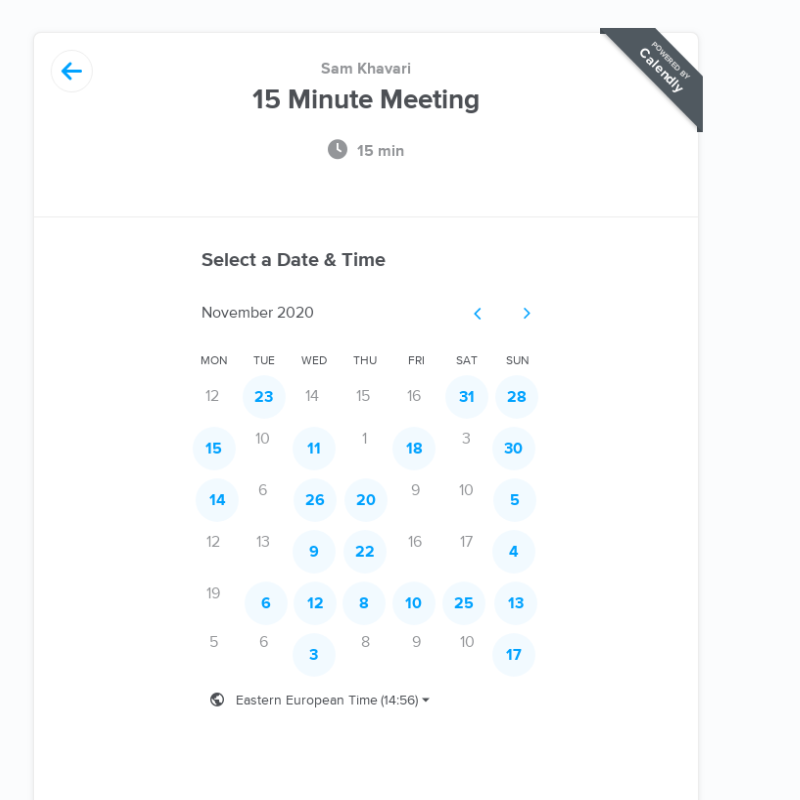 POWERED BY
Calendly
Sam Khavari
15 Minute Meeting
15 min
Select a Date & Time
November 2020
MON TUE WED THU FRI SAT SUN
12 23 14 15 16 31 28
15 10 11 1 18 3 30
14 6 26 20 9 10 5
12 13 9 22 16 17 4
19 6 12 8 10 25 13
5 6 3 8 9 10 17
Eastern European Time (14:56)